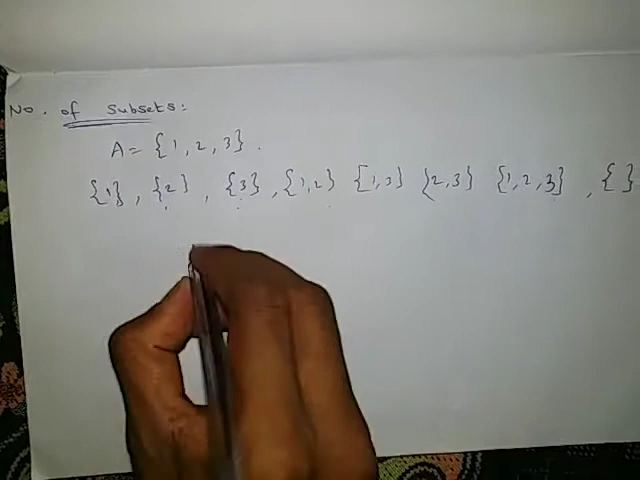 No. of subsets:
A = {1, 2, 3}.
{1}, {2}, {3}, {1,2} {1,3} {2,3} {1, 2, 3}, { }